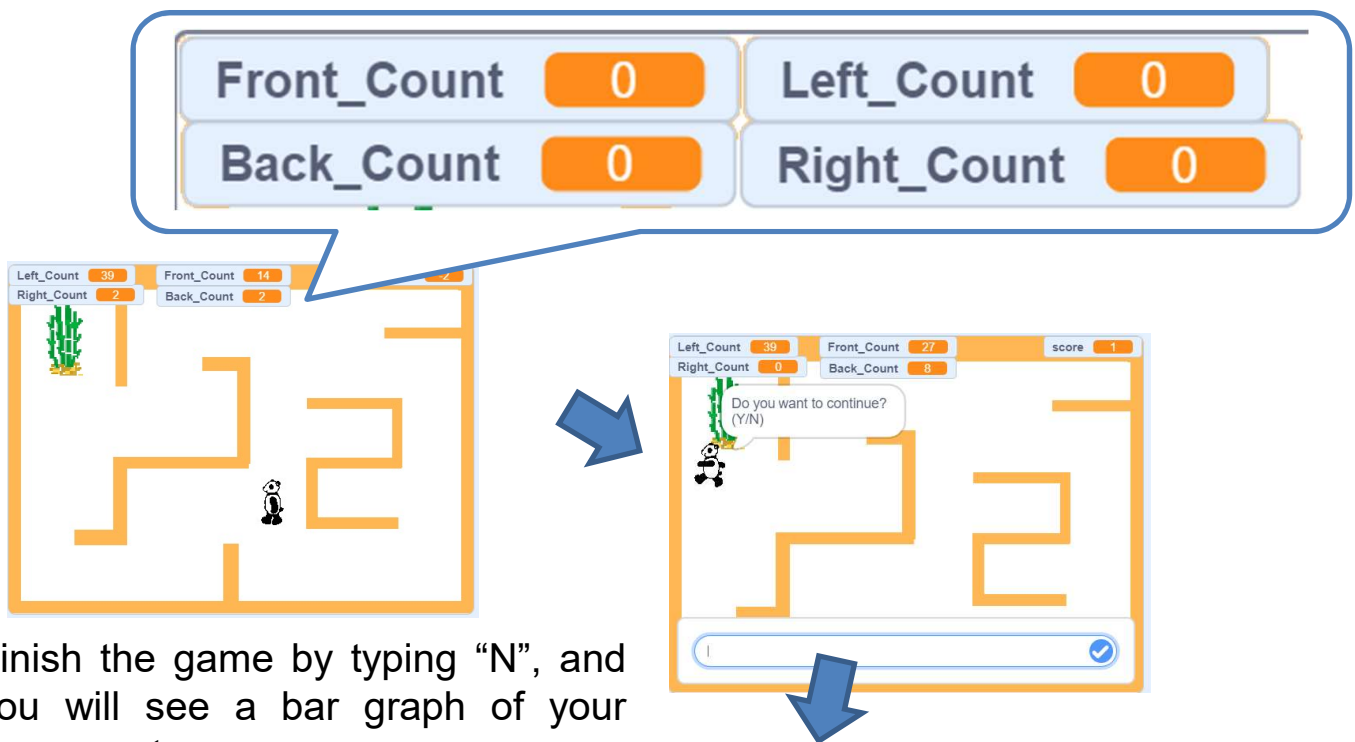 Front_Count 0 Left_Count 0
Back_Count 0 Right_Count 0
Left_Count 39 Front_Count 14 -2
Right_Count 2 Back_Count 2
Left_Count 39 Front_Count 27 score 1
Right_Count 0 Back_Count 8
Do you want to continue?
(Y/N)
inish the game by typing “N”, and
ou will see a bar graph of your